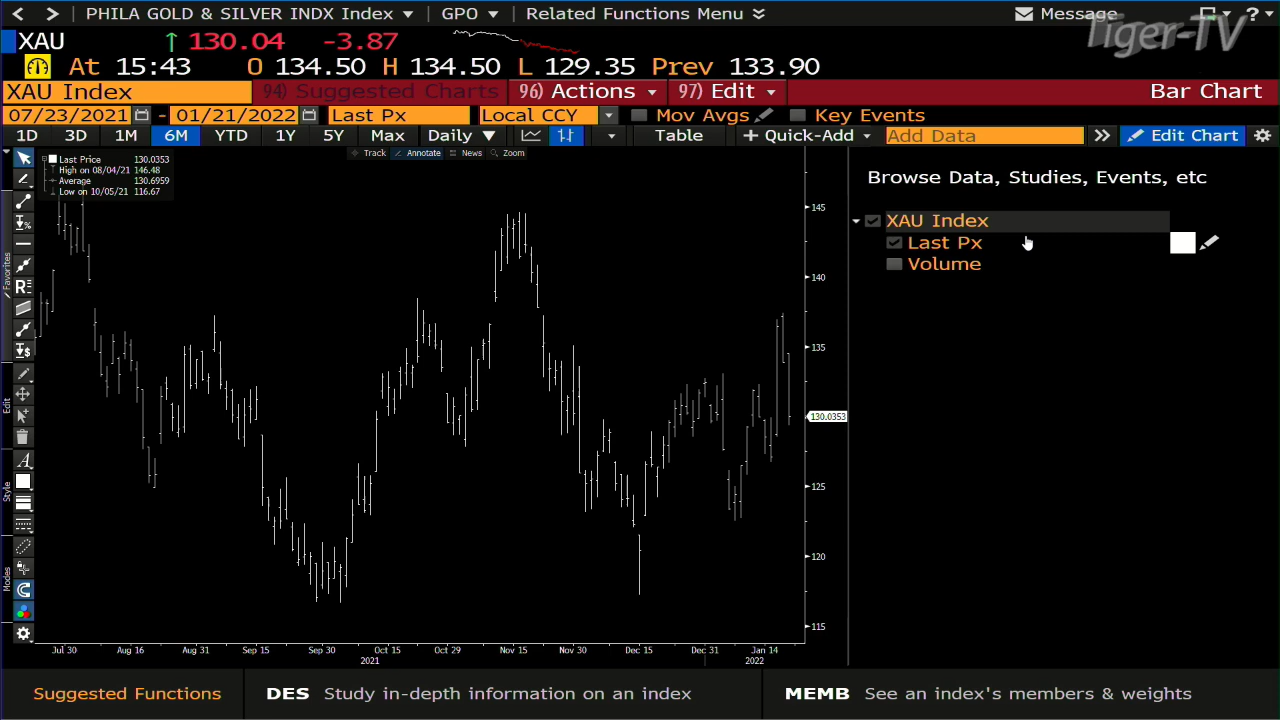 PHILA GOLD & SILVER INDX Index GPO Related Functions Menu Message ?
Tiger-TV
XAU 130.04 -3.87
At 15:43 O 134.50 H 134.50 L 129.35 Prev 133.90
XAU Index 94) Suggested Charts 96) Actions 97) Edit Bar Chart
07/23/2021 - 01/21/2022 Last Px Local CCY Mov Avgs Key Events
1D 3D 1M 6M YTD 1Y 5Y Max Daily Table + Quick-Add Add Data Edit Chart
Track Annotate News Zoom
Last Price 130.0353
High on 08/04/21 146.48
Average 130.6959
Low on 10/05/21 116.67
Browse Data, Studies, Events, etc
XAU Index
Last Px
Volume
Favorites
Edit
Style
Modes
145
140
135
130.0353
125
120
115
Jul 30 Aug 16 Aug 31 Sep 15 Sep 30 Oct 15 Oct 29 Nov 15 Nov 30 Dec 15 Dec 31 Jan 14
2021 2022
Suggested Functions DES Study in-depth information on an index MEMB See an index's members & weights